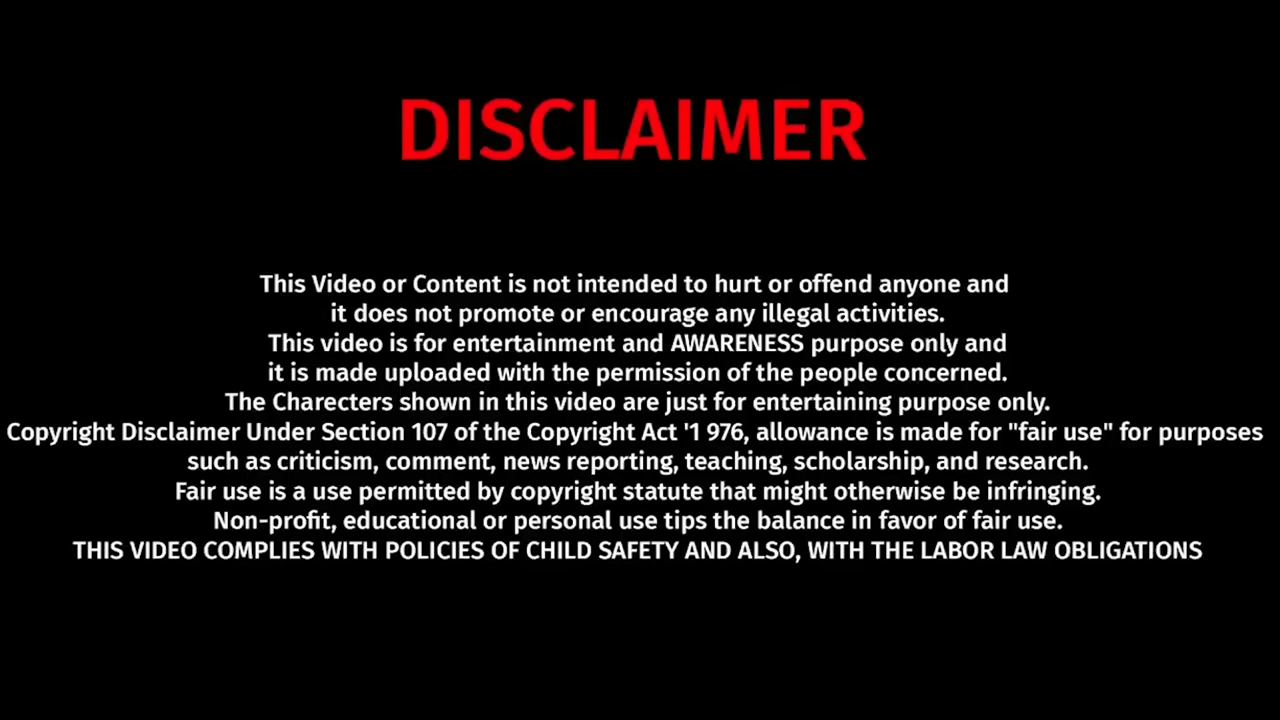 DISCLAIMER
This Video or Content is not intended to hurt or offend anyone and
it does not promote or encourage any illegal activities.
This video is for entertainment and AWARENESS purpose only and
it is made uploaded with the permission of the people concerned.
The Charecters shown in this video are just for entertaining purpose only.
Copyright Disclaimer Under Section 107 of the Copyright Act '1 976, allowance is made for "fair use" for purposes
such as criticism, comment, news reporting, teaching, scholarship, and research.
Fair use is a use permitted by copyright statute that might otherwise be infringing.
Non-profit, educational or personal use tips the balance in favor of fair use.
THIS VIDEO COMPLIES WITH POLICIES OF CHILD SAFETY AND ALSO, WITH THE LABOR LAW OBLIGATIONS